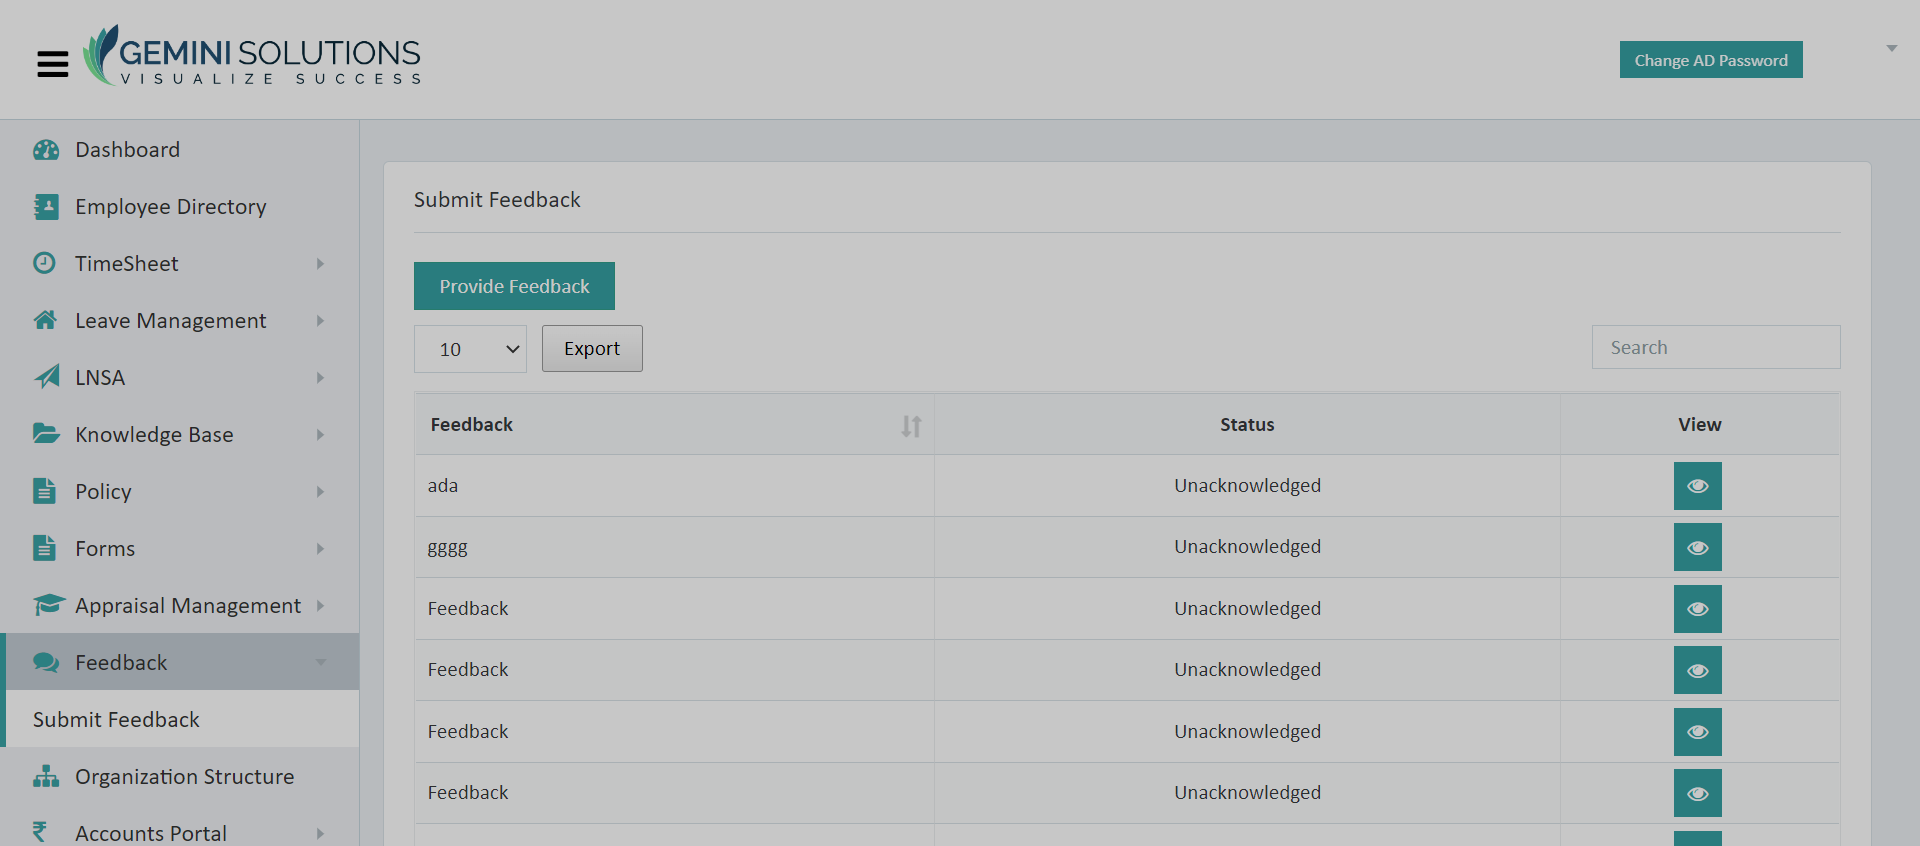 GEMINI SOLUTIONS
VISUALIZE SUCCESS
Change AD Password
Dashboard
Employee Directory
TimeSheet
Leave Management
LNSA
Knowledge Base
Policy
Forms
Appraisal Management
Feedback
Submit Feedback
Organization Structure
Accounts Portal
Submit Feedback
Provide Feedback
10
Export
Search
Feedback Status View
ada Unacknowledged
gggg Unacknowledged
Feedback Unacknowledged
Feedback Unacknowledged
Feedback Unacknowledged
Feedback Unacknowledged